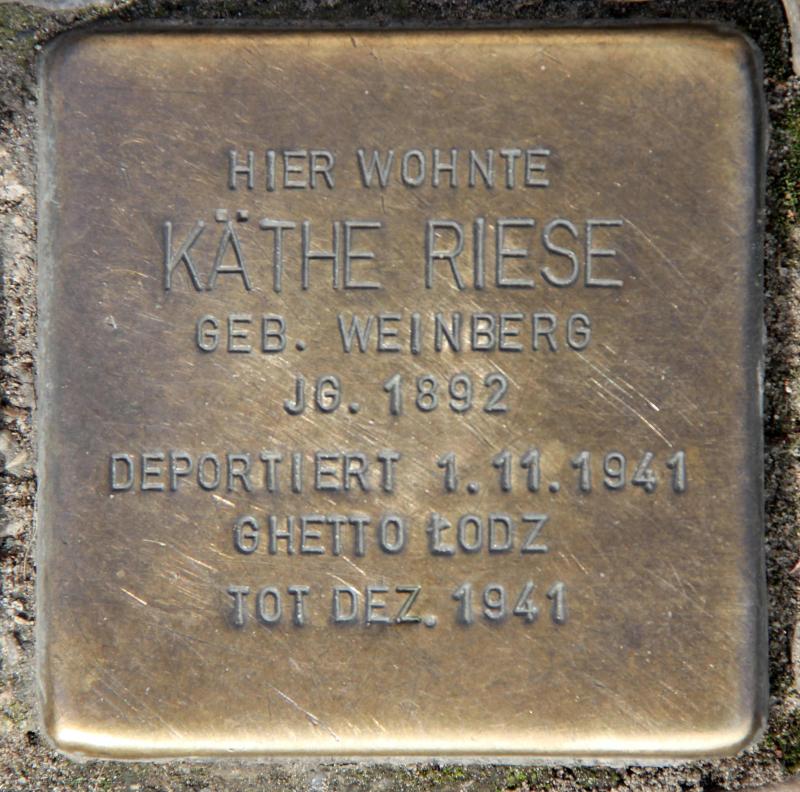 HIER WOHNTE
KÄTHE RIESE
GEB. WEINBERG
JG. 1892
DEPORTIERT 1.11.1941
GHETTO ŁODZ
TOT DEZ. 1941